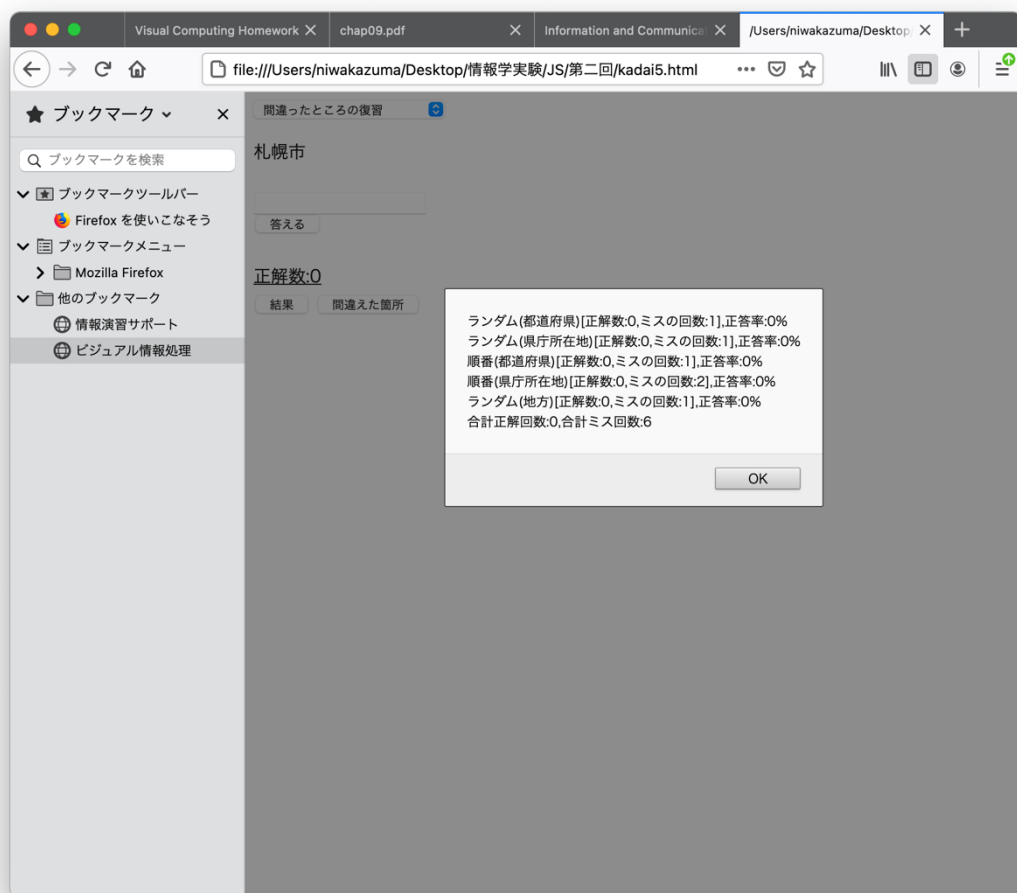 Visual Computing Homework
chap09.pdf
Information and Communica
/Users/niwakazuma/Desktop/
file:///Users/niwakazuma/Desktop/情報学実験/JS/第二回/kadai5.html
ブックマーク
ブックマークを検索
ブックマークツールバー
Firefox を使いこなそう
ブックマークメニュー
Mozilla Firefox
他のブックマーク
情報演習サポート
ビジュアル情報処理
間違ったところの復習
札幌市
答える
正解数:0
結果 間違えた箇所
ランダム(都道府県)[正解数:0,ミスの回数:1],正答率:0%
ランダム(県庁所在地)[正解数:0,ミスの回数:1],正答率:0%
順番(都道府県)[正解数:0,ミスの回数:1],正答率:0%
順番(県庁所在地)[正解数:0,ミスの回数:2],正答率:0%
ランダム(地方)[正解数:0,ミスの回数:1],正答率:0%
合計正解回数:0,合計ミス回数:6
OK